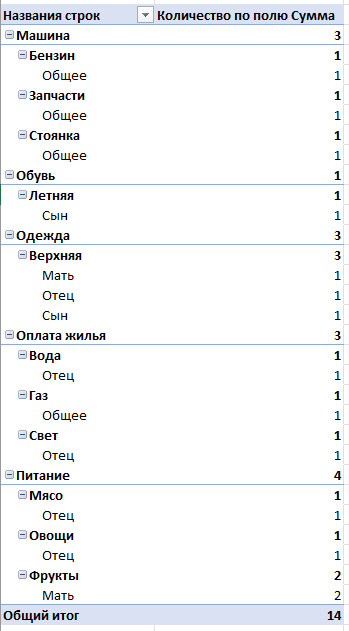 Названия строк Количество по полю Сумма
Машина 3
Бензин 1
Общее 1
Запчасти 1
Общее 1
Стоянка 1
Общее 1
Обувь 1
Летняя 1
Сын 1
Одежда 3
Верхняя 3
Мать 1
Отец 1
Сын 1
Оплата жилья 3
Вода 1
Отец 1
Газ 1
Общее 1
Свет 1
Отец 1
Питание 4
Мясо 1
Отец 1
Овощи 1
Отец 1
Фрукты 2
Мать 2
Общий итог 14